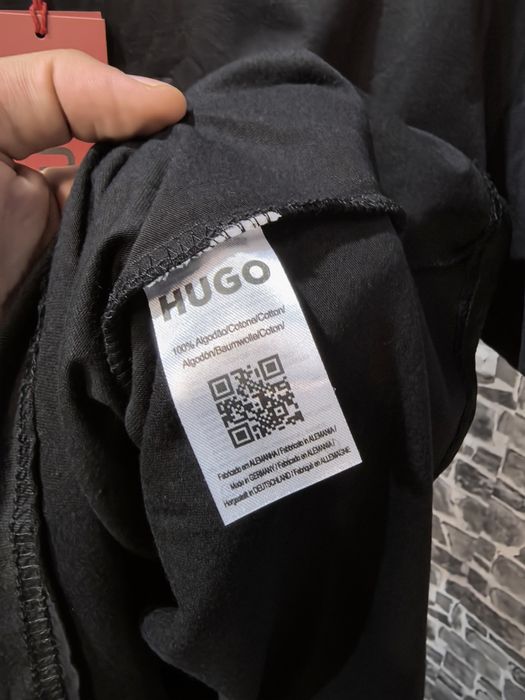 HUGO
100% Algodão/Cotone/Cotton/
Algodón/Baumwolle/Coton/
Fabricado em ALEMANHA / Fabbricato in ALEMANIA /
Made in GERMANY / Fabricado en ALEMANIA /
Hergestellt in DEUTSCHLAND / Fabriqué en ALLEMAGNE